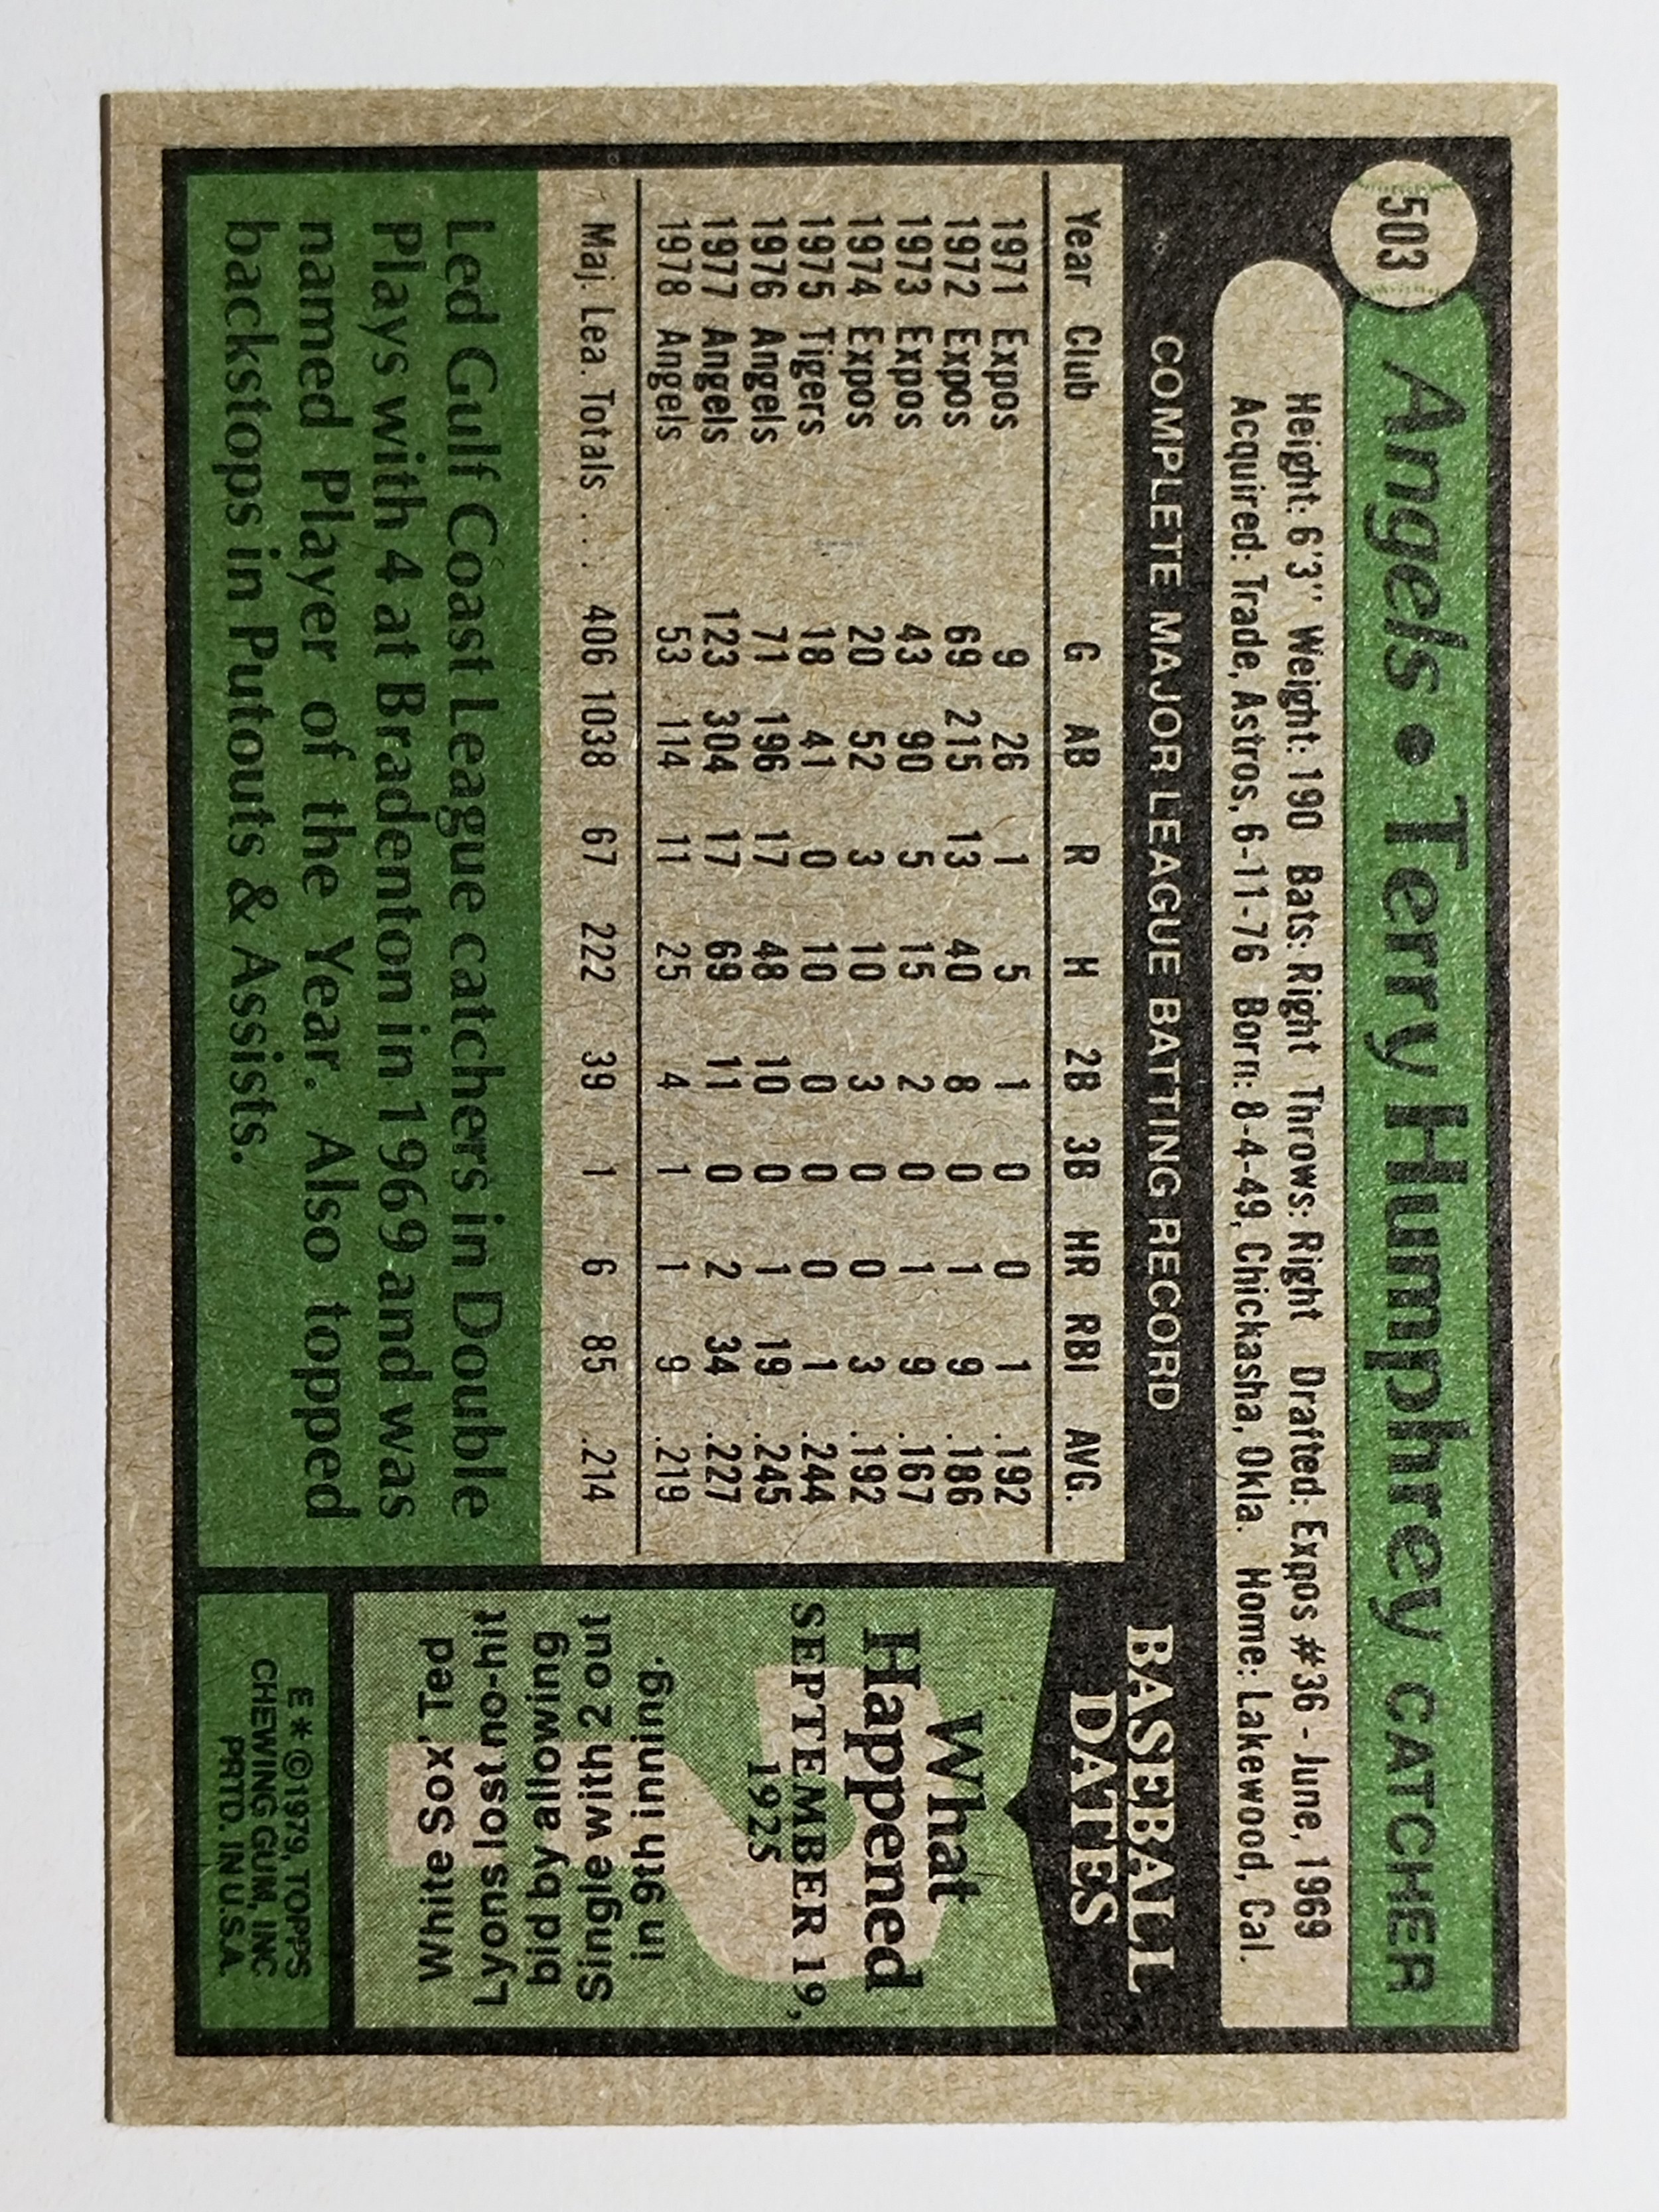 503
Angels • Terry Humphrey CATCHER
Height: 6'3" Weight: 190 Bats: Right Throws: Right Drafted: Expos #36 - June, 1969
Acquired: Trade, Astros, 6-11-76 Born: 8-4-49, Chickasha, Okla. Home: Lakewood, Cal.
COMPLETE MAJOR LEAGUE BATTING RECORD
Year Club G AB R H 2B 3B HR RBI AVG.
1971 Expos 9 26 1 5 1 0 0 1 .192
1972 Expos 69 215 13 40 8 0 1 9 .186
1973 Expos 43 90 5 15 2 0 1 9 .167
1974 Expos 20 52 3 10 3 0 0 3 .192
1975 Tigers 18 41 0 10 0 0 0 1 .244
1976 Angels 71 196 17 48 10 0 1 19 .245
1977 Angels 123 304 17 69 11 0 2 34 .227
1978 Angels 53 114 11 25 4 1 1 9 .219
Maj. Lea. Totals . . . 406 1038 67 222 39 1 6 85 .214
Led Gulf Coast League catchers in Double
Plays with 4 at Bradenton in 1969 and was
named Player of the Year. Also topped
backstops in Putouts & Assists.
BASEBALL
DATES
What
Happened
SEPTEMBER 19,
1925
?
White Sox' Ted
Lyons lost no-hit
bid by allowing
Single with 2 out
in 9th inning.
E * © 1979, TOPPS
CHEWING GUM, INC
PRTD. IN U.S.A.